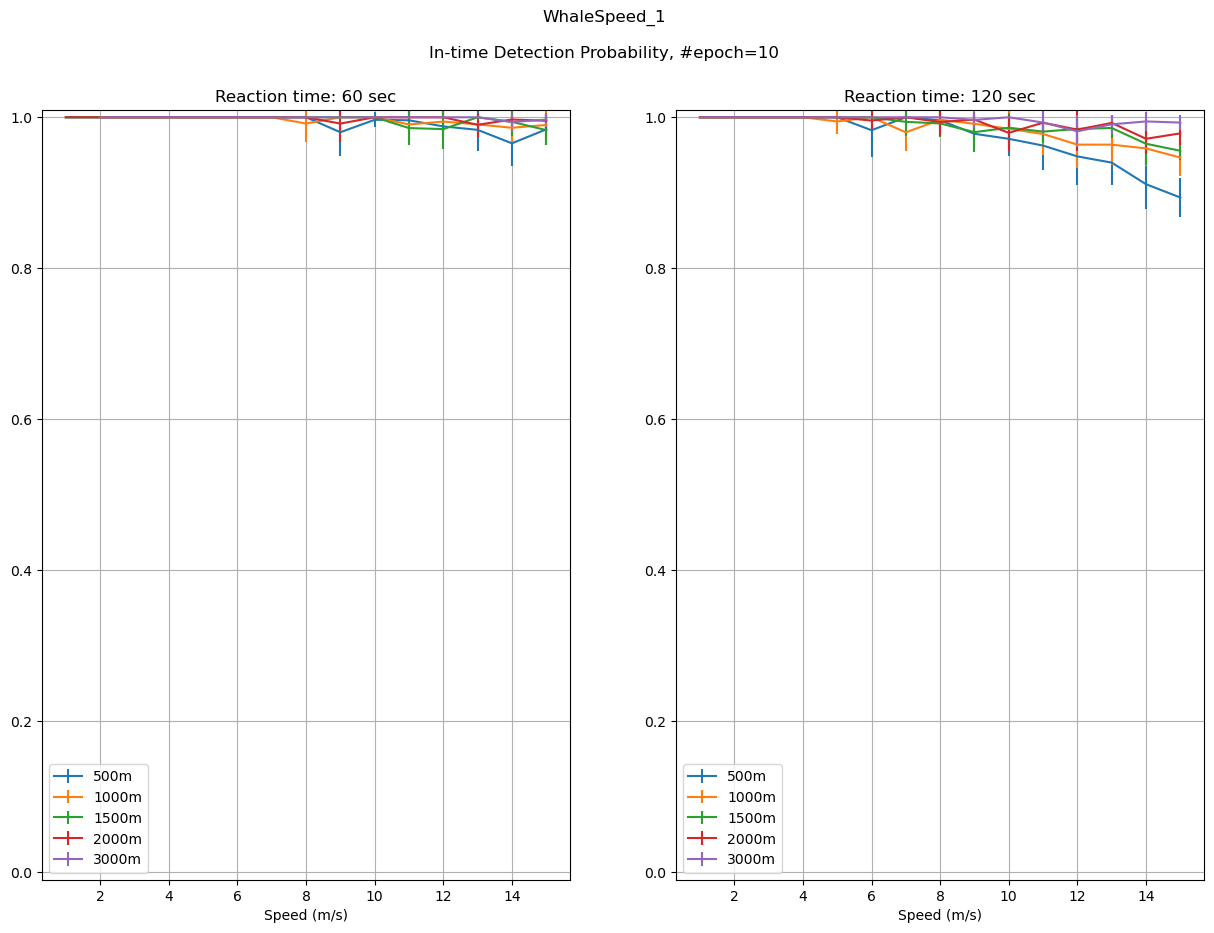 WhaleSpeed_1
In-time Detection Probability, #epoch=10
Reaction time: 60 sec
1.0
0.8
0.6
0.4
0.2
0.0
500m
1000m
1500m
2000m
3000m
2 4 6 8 10 12 14
Speed (m/s)
Reaction time: 120 sec
1.0
0.8
0.6
0.4
0.2
0.0
500m
1000m
1500m
2000m
3000m
2 4 6 8 10 12 14
Speed (m/s)